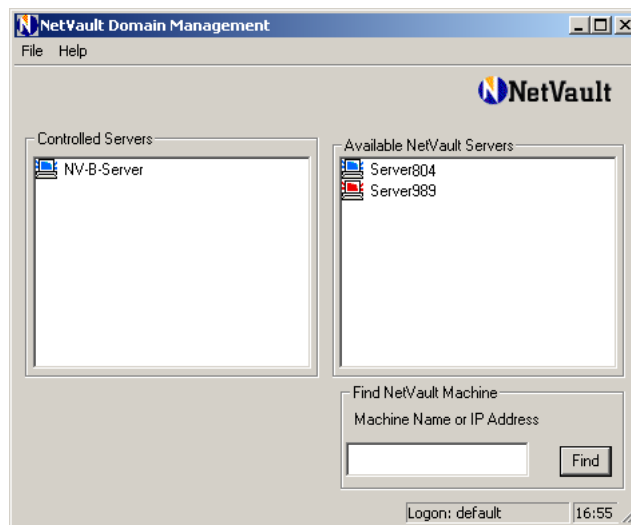 NetVault Domain Management
File Help
NetVault
Controlled Servers
NV-B-Server
Available NetVault Servers
Server804
Server989
Find NetVault Machine
Machine Name or IP Address
Find
Logon: default
16:55